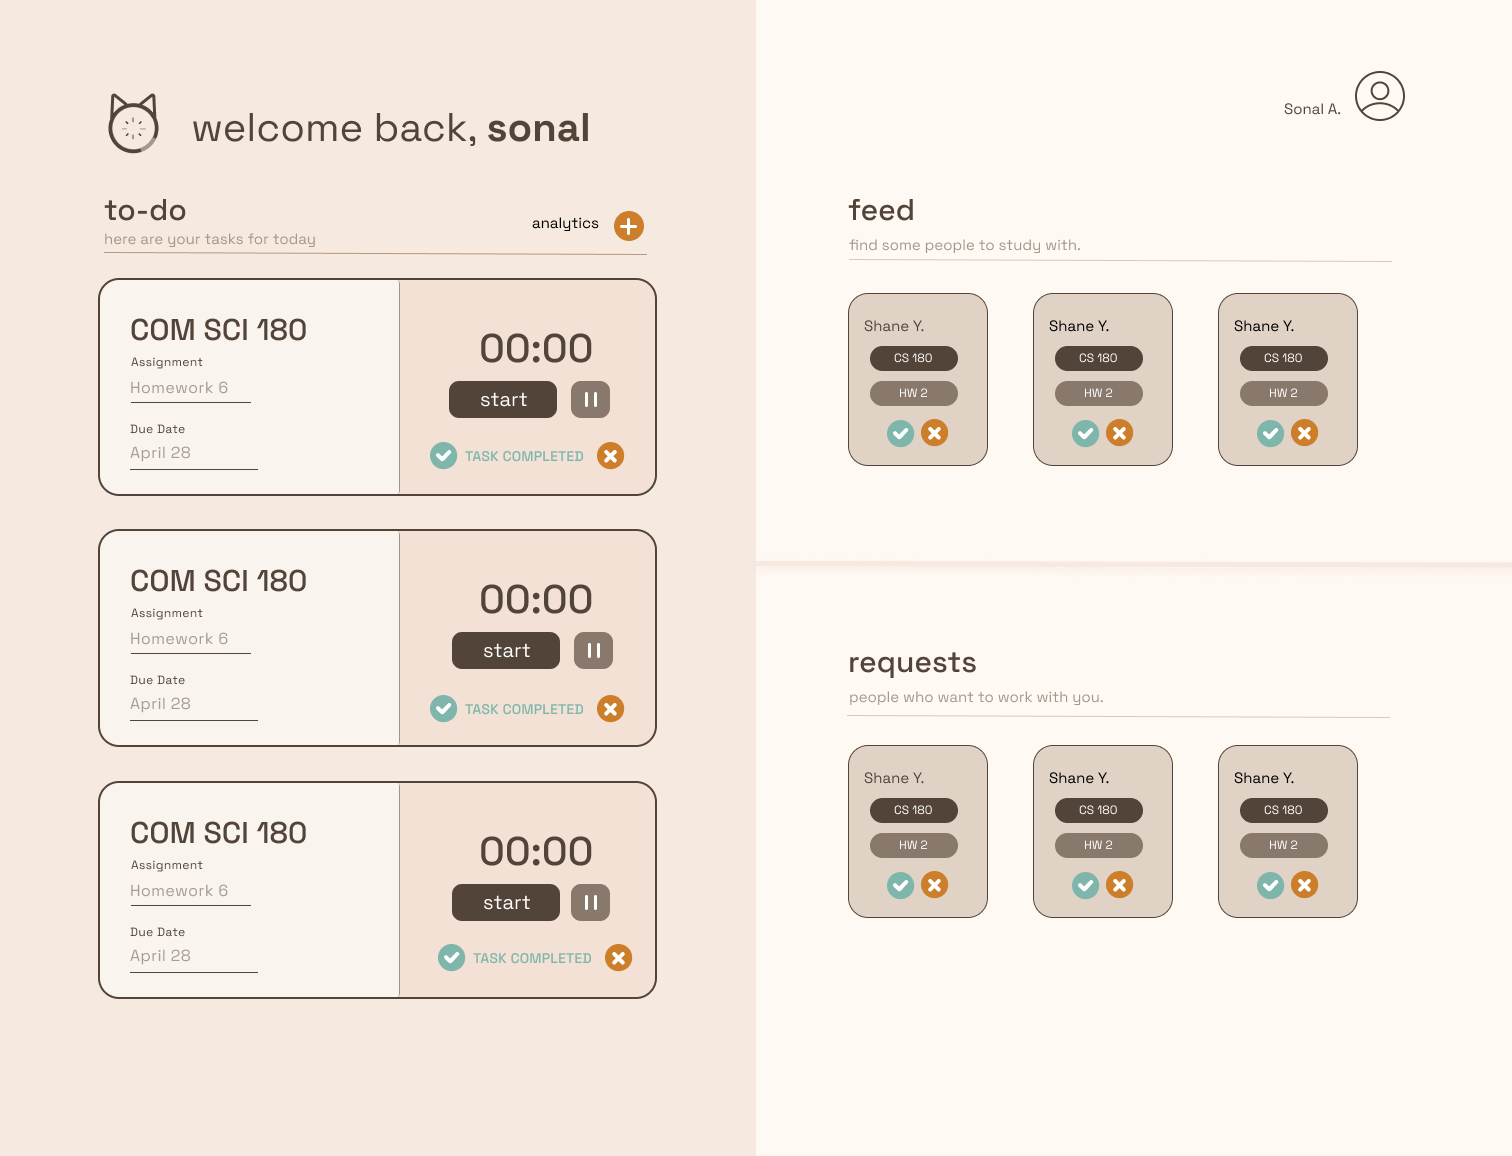 welcome back, sonal
to-do
here are your tasks for today
analytics
COM SCI 180
Assignment
Homework 6
Due Date
April 28
00:00
start
TASK COMPLETED
COM SCI 180
Assignment
Homework 6
Due Date
April 28
00:00
start
TASK COMPLETED
COM SCI 180
Assignment
Homework 6
Due Date
April 28
00:00
start
TASK COMPLETED
Sonal A.
feed
find some people to study with.
Shane Y.
CS 180
HW 2
Shane Y.
CS 180
HW 2
Shane Y.
CS 180
HW 2
requests
people who want to work with you.
Shane Y.
CS 180
HW 2
Shane Y.
CS 180
HW 2
Shane Y.
CS 180
HW 2